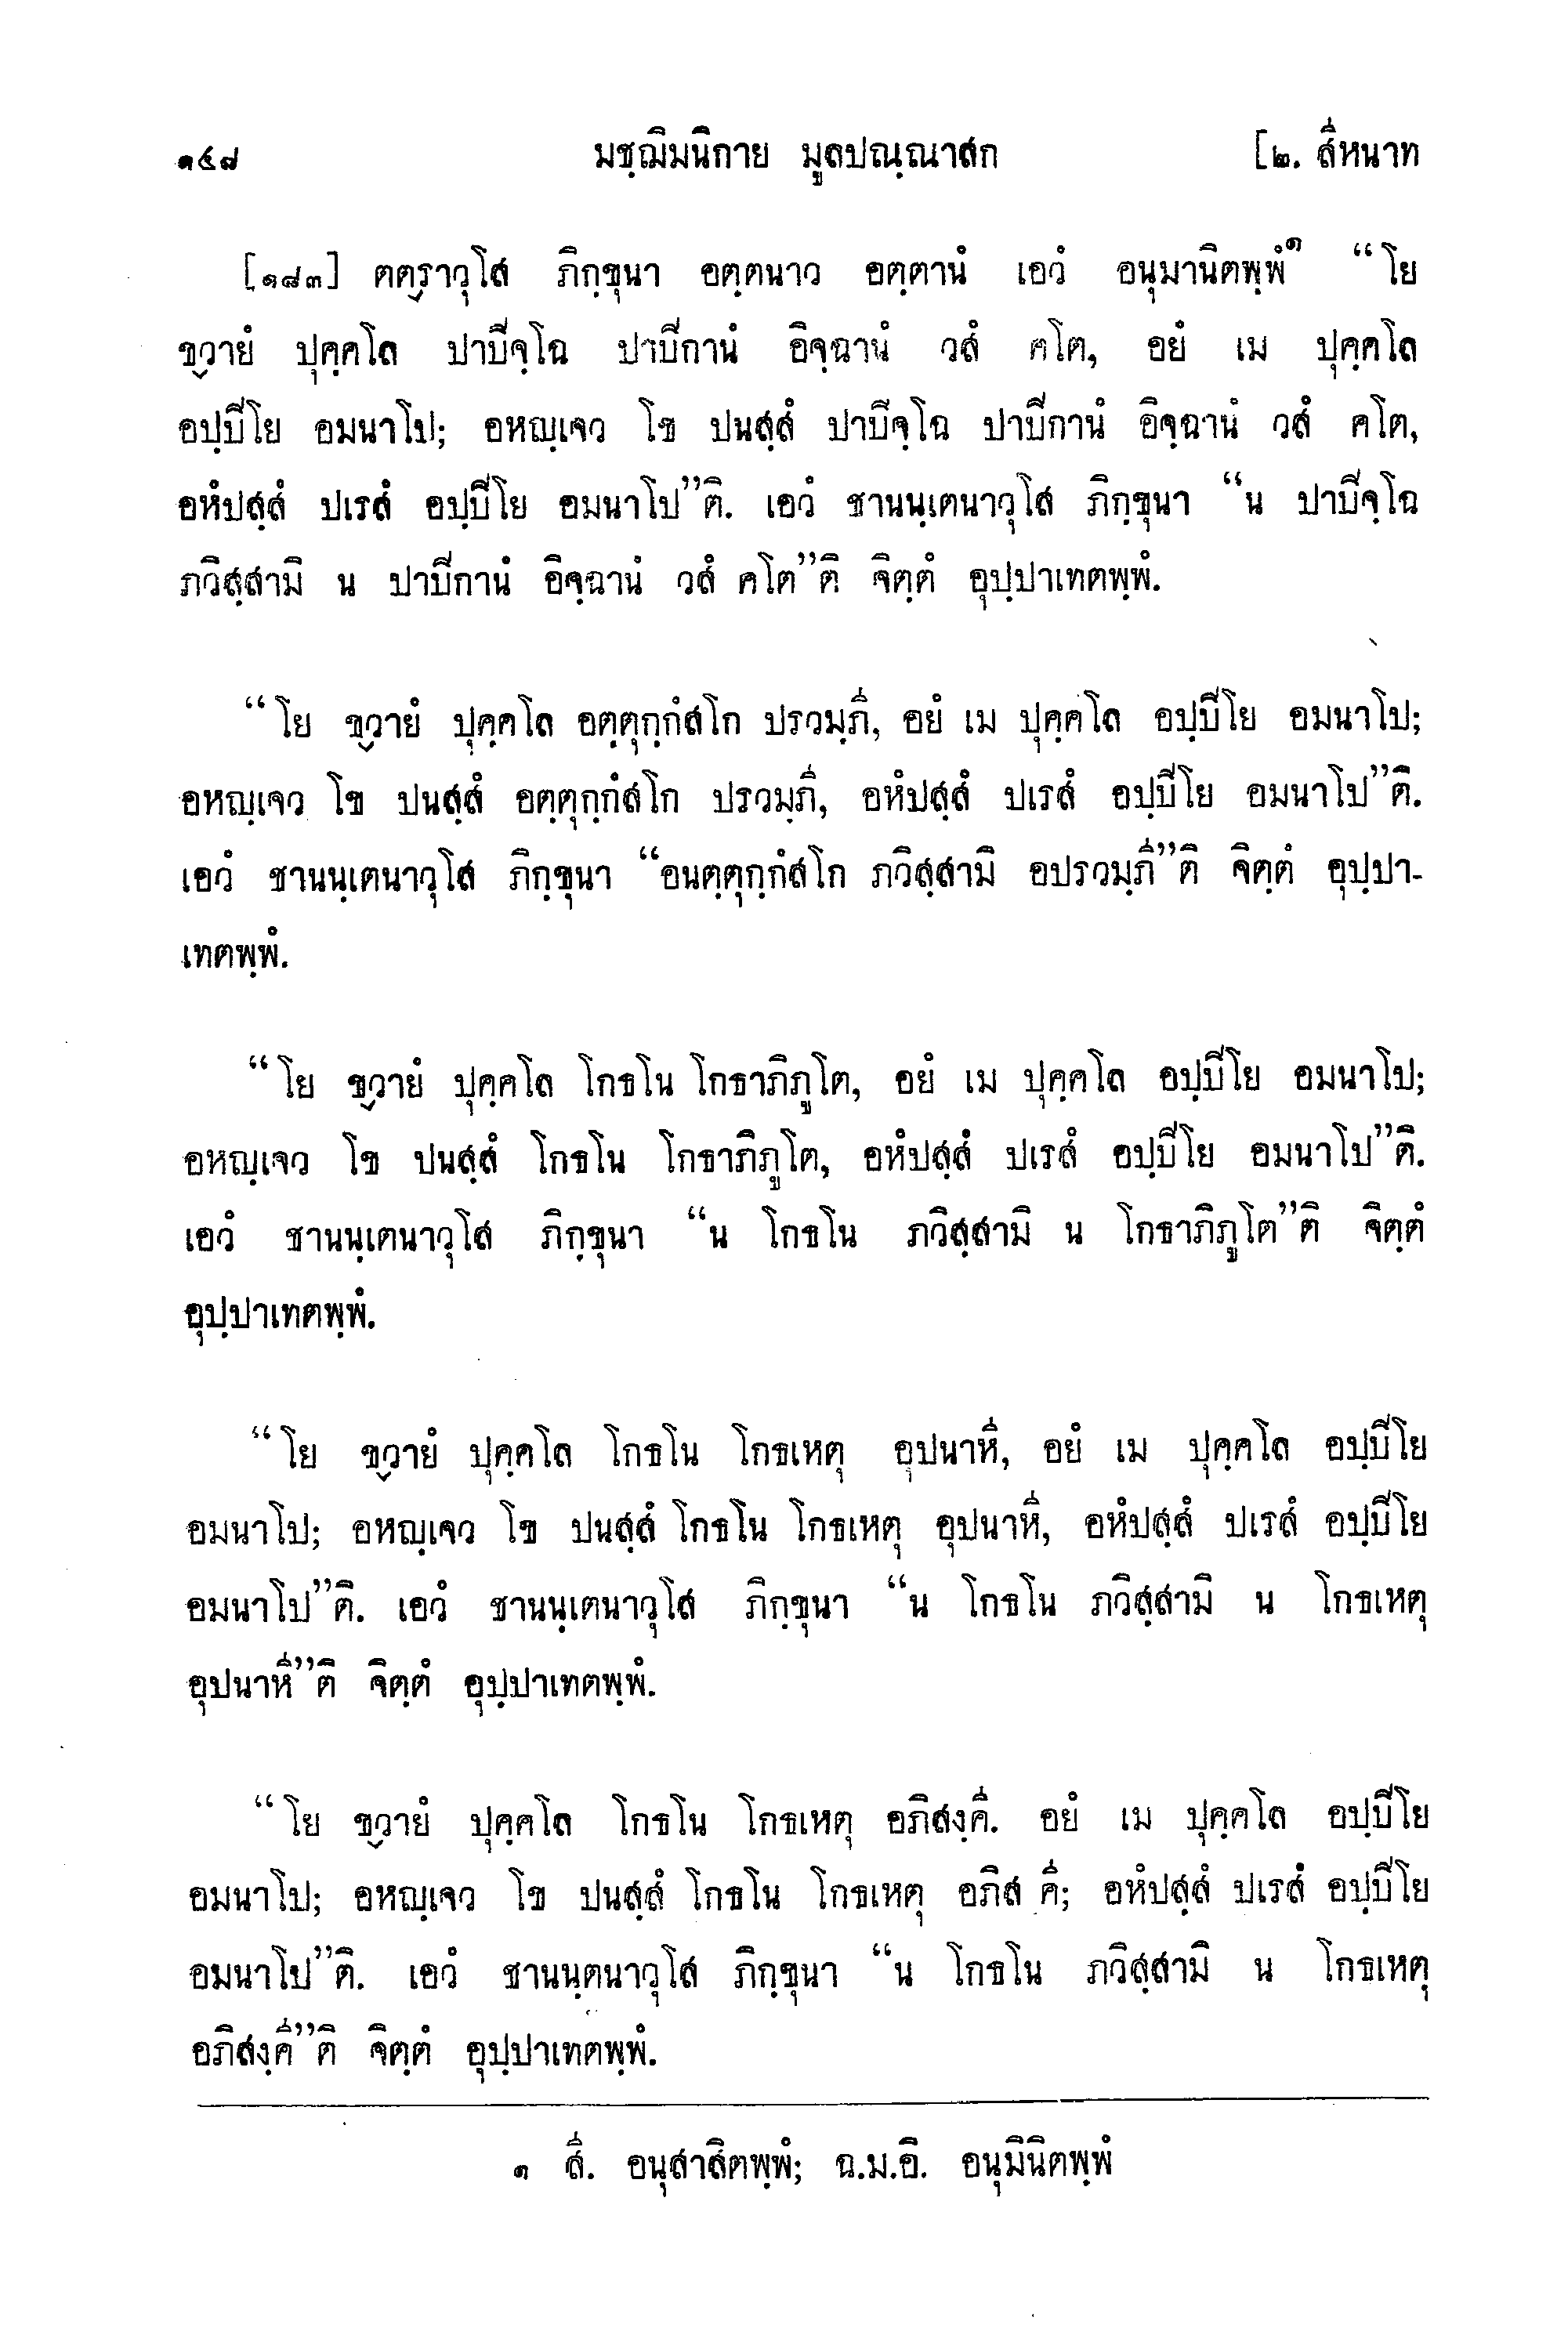 ๑๔๘ มชฺฌิมนิกาย มูลปณฺณาสก [๒. สีหนาท
[๑๘๓] ตต๎ราวุโส ภิกฺขุนา อตฺตนาว อตฺตานํ เอวํ อนุมานิตพฺพํ๑ “โย
ข๎วายํ ปุคฺคโล ปาปิจฺโฉ ปาปิกานํ อิจฺฉานํ วสํ คโต, อยํ เม ปุคฺคโล
อปฺปิโย อมนาโป; อหญฺเจว โข ปนสฺสํ ปาปิจฺโฉ ปาปิกานํ อิจฺฉานํ วสํ คโต,
อหํปสฺสํ ปเรสํ อปฺปิโย อมนาโป”ติ. เอวํ ชานนฺเตนาวุโส ภิกฺขุนา “น ปาปิจฺโฉ
ภวิสฺสามิ น ปาปิกานํ อิจฺฉานํ วสํ คโต”ติ จิตฺตํ อุปฺปาเทตพฺพํ.
“โย ข๎วายํ ปุคฺคโล อตฺตุกฺกํสโก ปรวมฺภี, อยํ เม ปุคฺคโล อปฺปิโย อมนาโป;
อหญฺเจว โข ปนสฺสํ อตฺตุกฺกํสโก ปรวมฺภี, อหํปสฺสํ ปเรสํ อปฺปิโย อมนาโป”ติ.
เอวํ ชานนฺเตนาวุโส ภิกฺขุนา “อนตฺตุกฺกํสโก ภวิสฺสามิ อปรวมฺภี”ติ จิตฺตํ อุปฺปา-
เทตพฺพํ.
“โย ข๎วายํ ปุคฺคโล โกธโน โกธาภิภูโต, อยํ เม ปุคฺคโล อปฺปิโย อมนาโป;
อหญฺเจว โข ปนสฺสํ โกธโน โกธาภิภูโต, อหํปสฺสํ ปเรสํ อปฺปิโย อมนาโป”ติ.
เอวํ ชานนฺเตนาวุโส ภิกฺขุนา “น โกธโน ภวิสฺสามิ น โกธาภิภูโต”ติ จิตฺตํ
อุปฺปาเทตพฺพํ.
“โย ข๎วายํ ปุคฺคโล โกธโน โกธเหตุ อุปนาหี, อยํ เม ปุคฺคโล อปฺปิโย
อมนาโป; อหญฺเจว โข ปนสฺสํ โกธโน โกธเหตุ อุปนาหี, อหํปสฺสํ ปเรสํ อปฺปิโย
อมนาโป”ติ. เอวํ ชานนฺเตนาวุโส ภิกฺขุนา “น โกธโน ภวิสฺสามิ น โกธเหตุ
อุปนาหี”ติ จิตฺตํ อุปฺปาเทตพฺพํ.
“โย ข๎วายํ ปุคฺคโล โกธโน โกธเหตุ อภิสงฺคี. อยํ เม ปุคฺคโล อปฺปิโย
อมนาโป; อหญฺเจว โข ปนสฺสํ โกธโน โกธเหตุ อภิส คี; อหํปสฺสํ ปเรสํ อปฺปิโย
อมนาโป”ติ. เอวํ ชานนฺตนาวุโส ภิกฺขุนา “น โกธโน ภวิสฺสามิ น โกธเหตุ
อภิสงฺคี”ติ จิตฺตํ อุปฺปาเทตพฺพํ.
๑ สี. อนุสาสิตพฺพํ; ฉ.ม.อิ. อนุมินิตพฺพํ